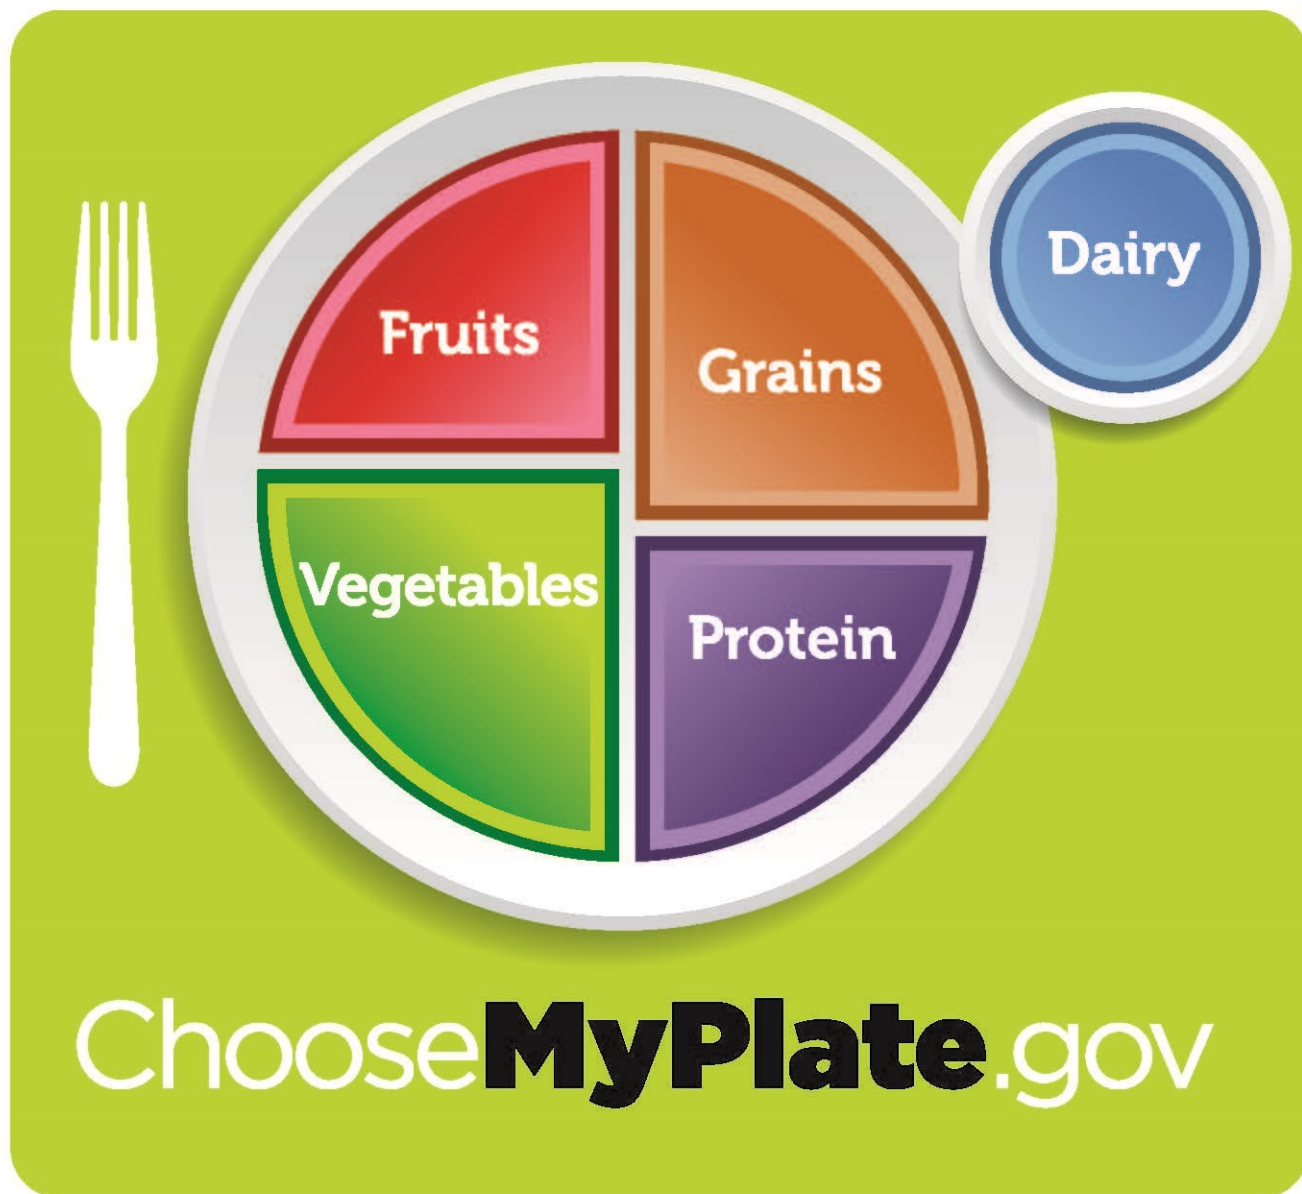 Dairy
Fruits
Grains
Vegetables
Protein
ChooseMyPlate.gov